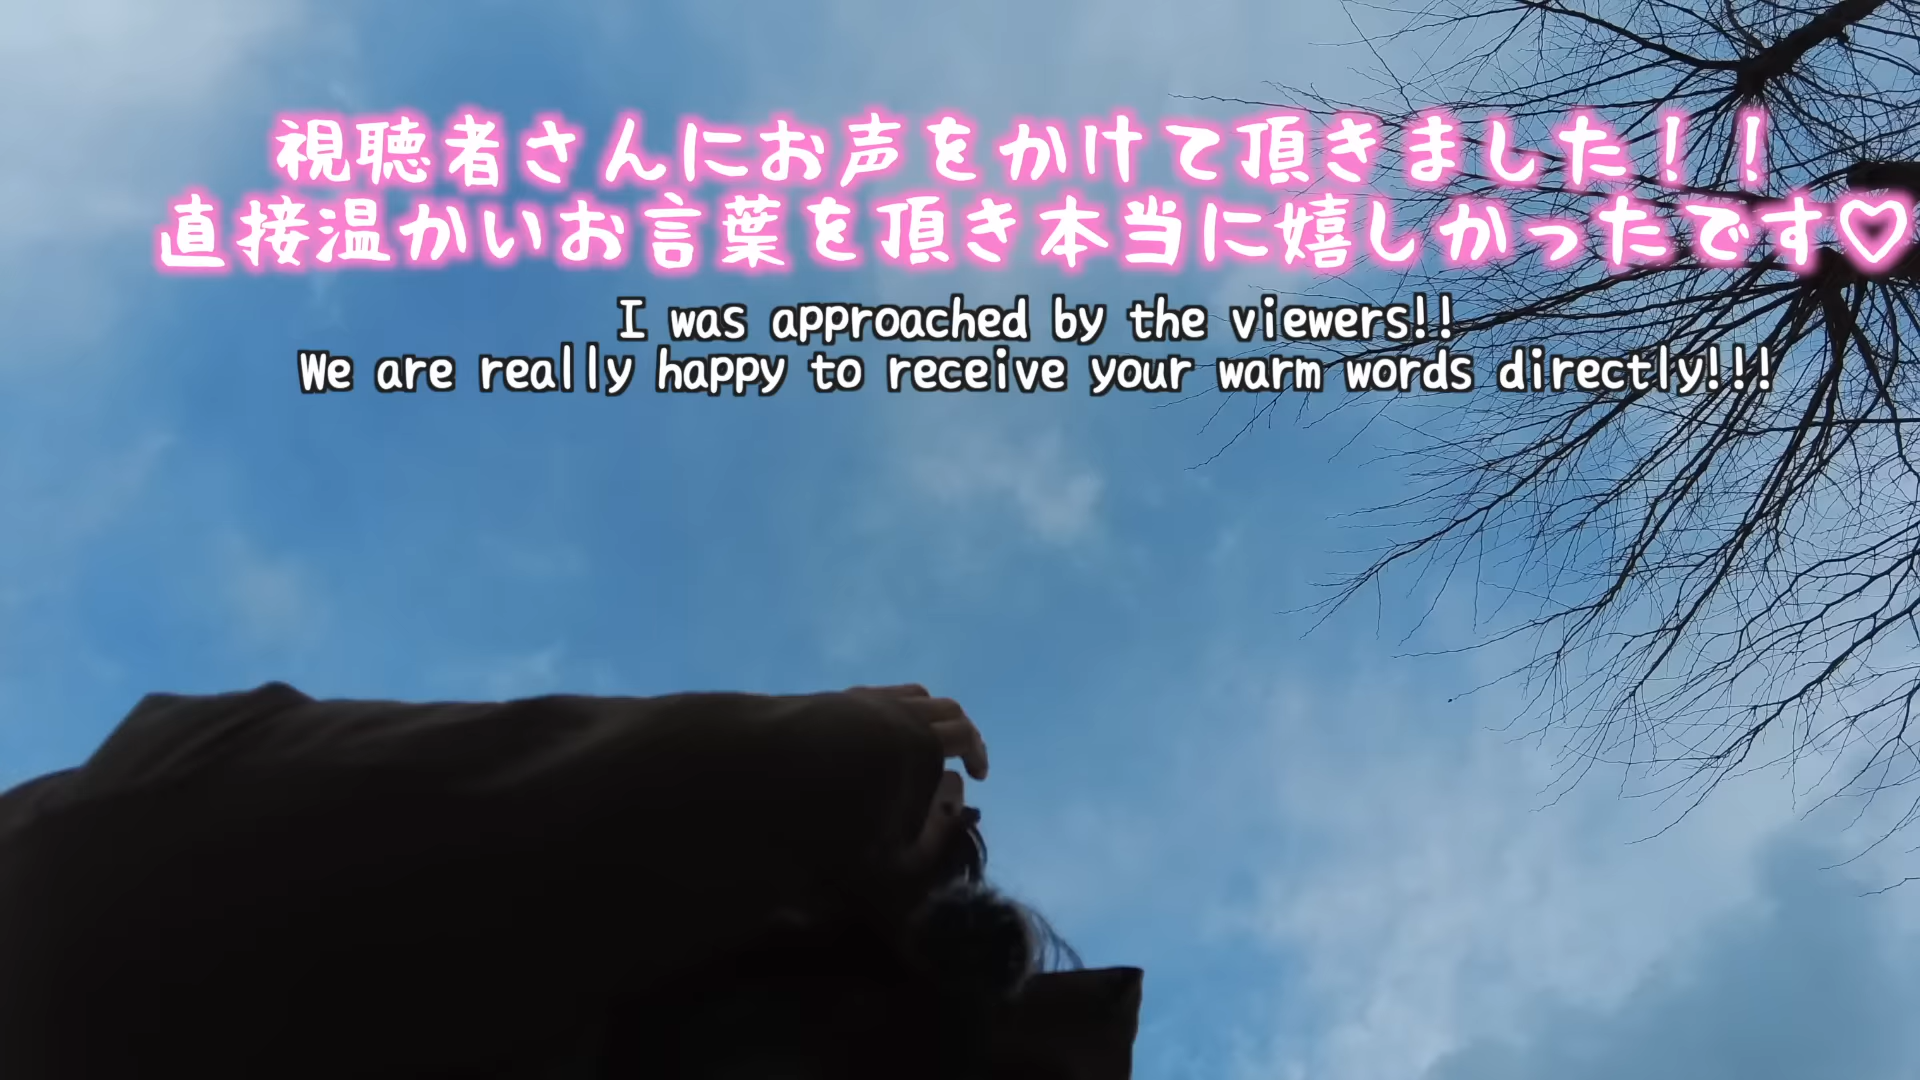 視聴者さんにお声をかけて頂きました！！
直接温かいお言葉を頂き本当に嬉しかったです♡
I was approached by the viewers!!
We are really happy to receive your warm words directly!!!